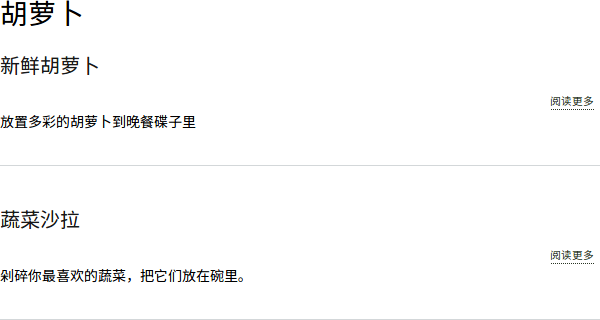 胡萝卜
新鲜胡萝卜
阅读更多
放置多彩的胡萝卜到晚餐碟子里
蔬菜沙拉
阅读更多
剁碎你最喜欢的蔬菜，把它们放在碗里。